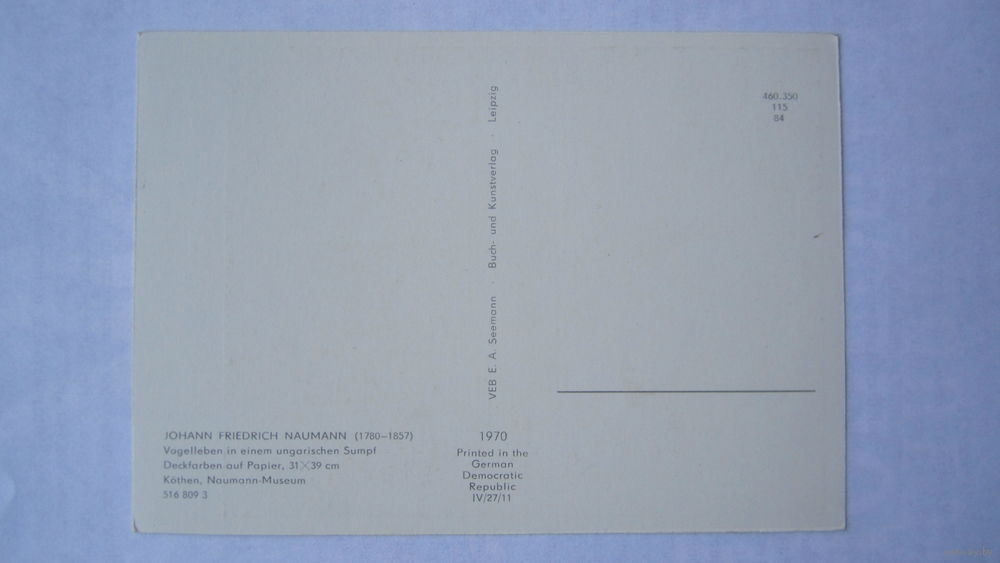 JOHANN FRIEDRICH NAUMANN (1780–1857)
Vogelleben in einem ungarischen Sumpf
Deckfarben auf Papier, 31×39 cm
Köthen, Naumann-Museum
516 809 3
VEB E. A. Seemann · Buch- und Kunstverlag · Leipzig
1970
Printed in the
German
Democratic
Republic
IV/27/11
460.350
115
84